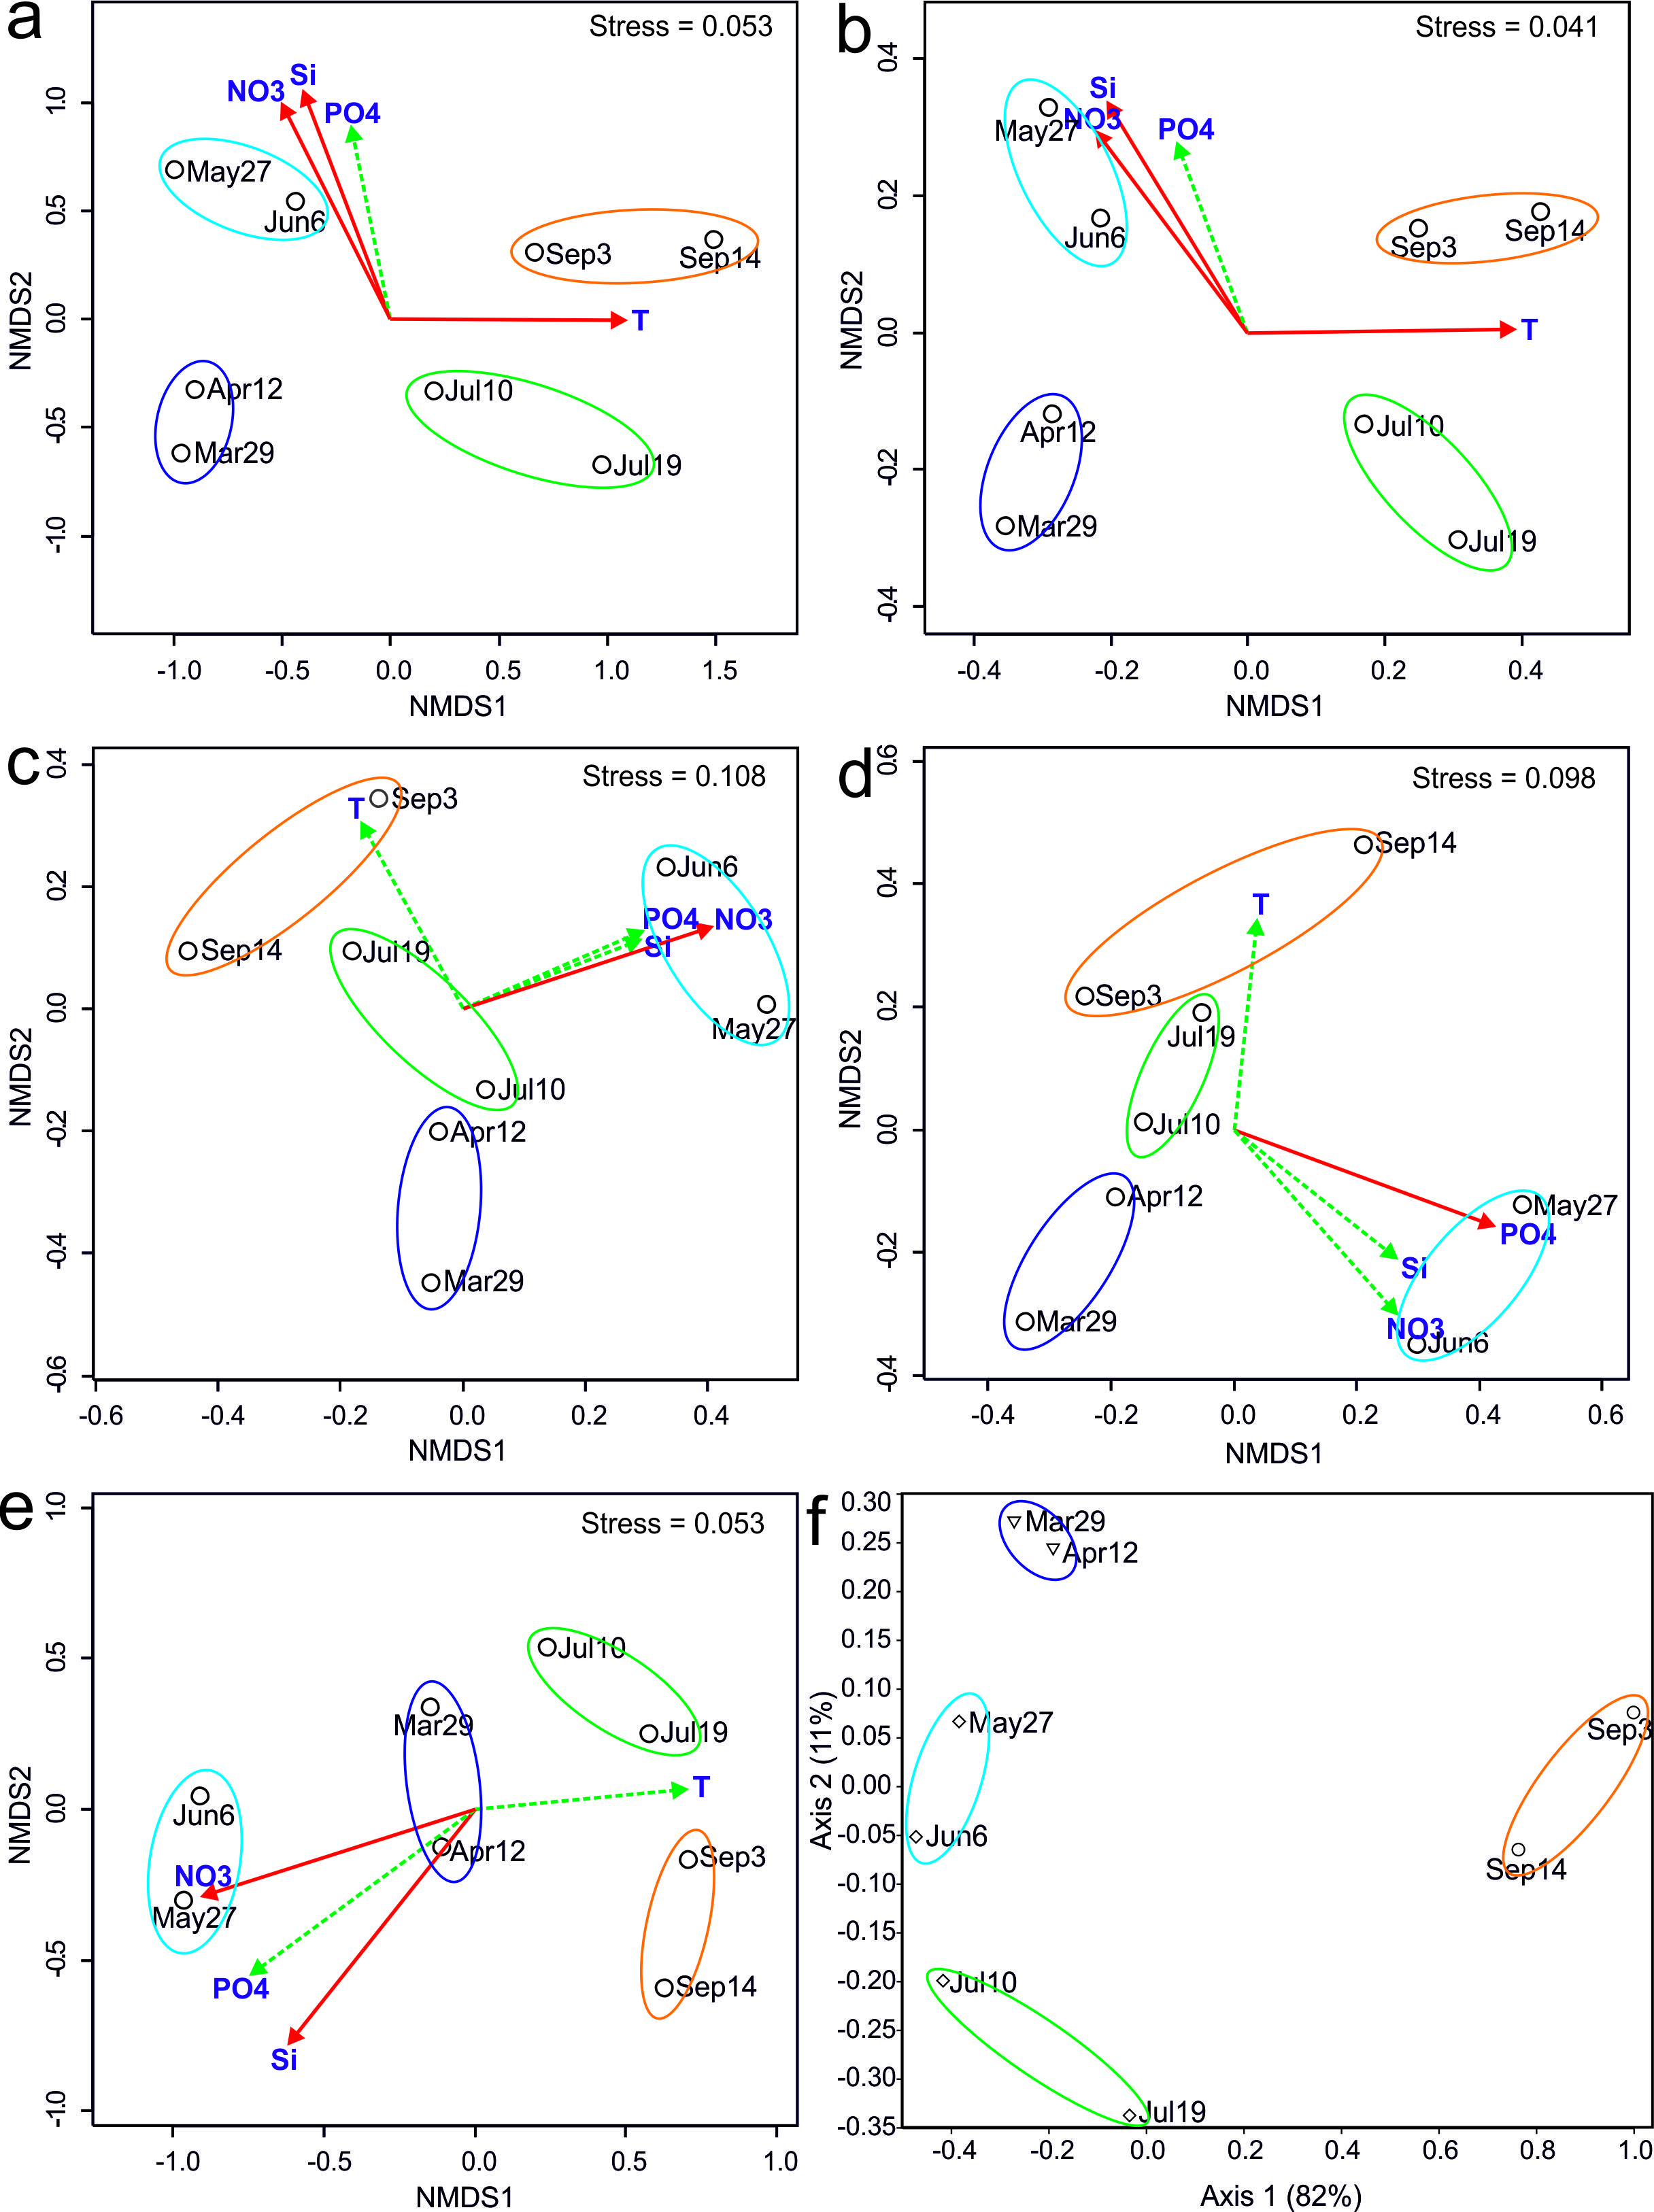 a
Stress = 0.053
Si
NO3
PO4
May27
Jun6
Sep3
Sep14
T
Apr12
Jul10
Mar29
Jul19
NMDS2
1.0
0.5
0.0
-0.5
-1.0
-1.0 -0.5 0.0 0.5 1.0 1.5
NMDS1
b
Stress = 0.041
Si
NO3
May27
PO4
Jun6
Sep3
Sep14
T
Apr12
Jul10
Mar29
Jul19
NMDS2
0.4
0.2
0.0
-0.2
-0.4
-0.4 -0.2 0.0 0.2 0.4
NMDS1
c
Stress = 0.108
T
Sep3
Jun6
PO4 NO3
Si
Sep14
Jul19
May27
Jul10
Apr12
Mar29
NMDS2
0.4
0.2
0.0
-0.2
-0.4
-0.6
-0.6 -0.4 -0.2 0.0 0.2 0.4
NMDS1
d
Stress = 0.098
Sep14
T
Sep3
Jul19
Jul10
Apr12
May27
PO4
Si
Mar29
NO3
Jun6
NMDS2
0.6
0.4
0.2
0.0
-0.2
-0.4
-0.4 -0.2 0.0 0.2 0.4 0.6
NMDS1
e
Stress = 0.053
Jul10
Mar29
Jul19
T
Jun6
Apr12
Sep3
NO3
May27
PO4
Sep14
Si
NMDS2
1.0
0.5
0.0
-0.5
-1.0
-1.0 -0.5 0.0 0.5 1.0
NMDS1
f
Mar29
Apr12
May27
Sep3
Jun6
Sep14
Jul10
Jul19
Axis 2 (11%)
0.30
0.25
0.20
0.15
0.10
0.05
0.00
-0.05
-0.10
-0.15
-0.20
-0.25
-0.30
-0.35
-0.4 -0.2 0.0 0.2 0.4 0.6 0.8 1.0
Axis 1 (82%)